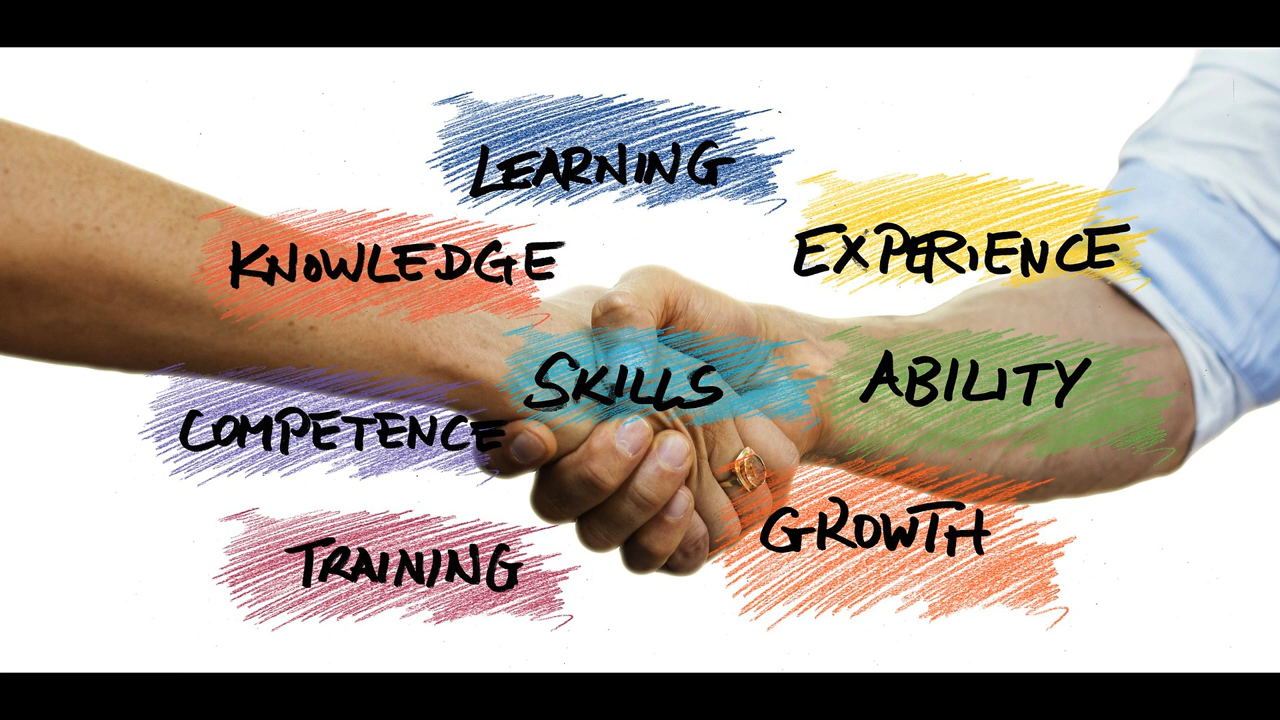 LEARNING
EXPERIENCE
KNOWLEDGE
SKILLS
ABILITY
COMPETENCE
GROWTH
TRAINING